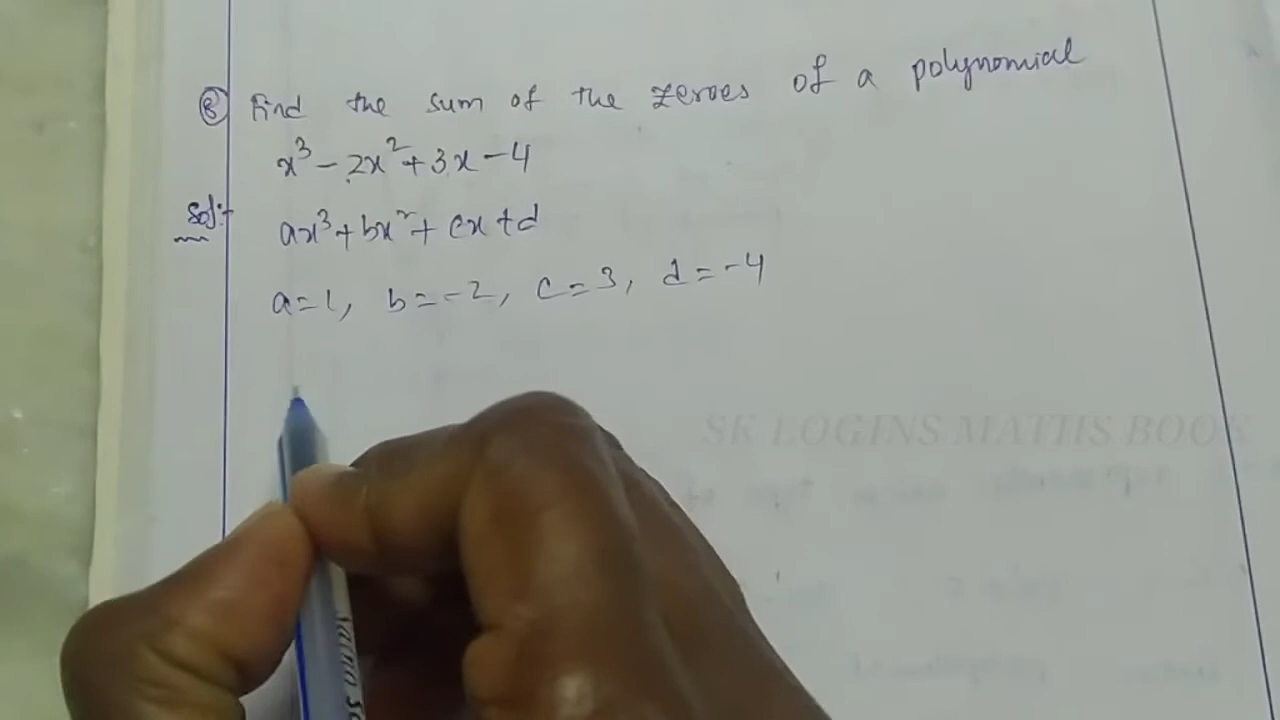 ⑧ Find the sum of the zeroes of a polynomial
x³ - 2x² + 3x - 4
Sol:-
ax³ + bx² + cx + d
a=1, b=-2, c=3, d=-4
SK LOGINS MATHS BOOK